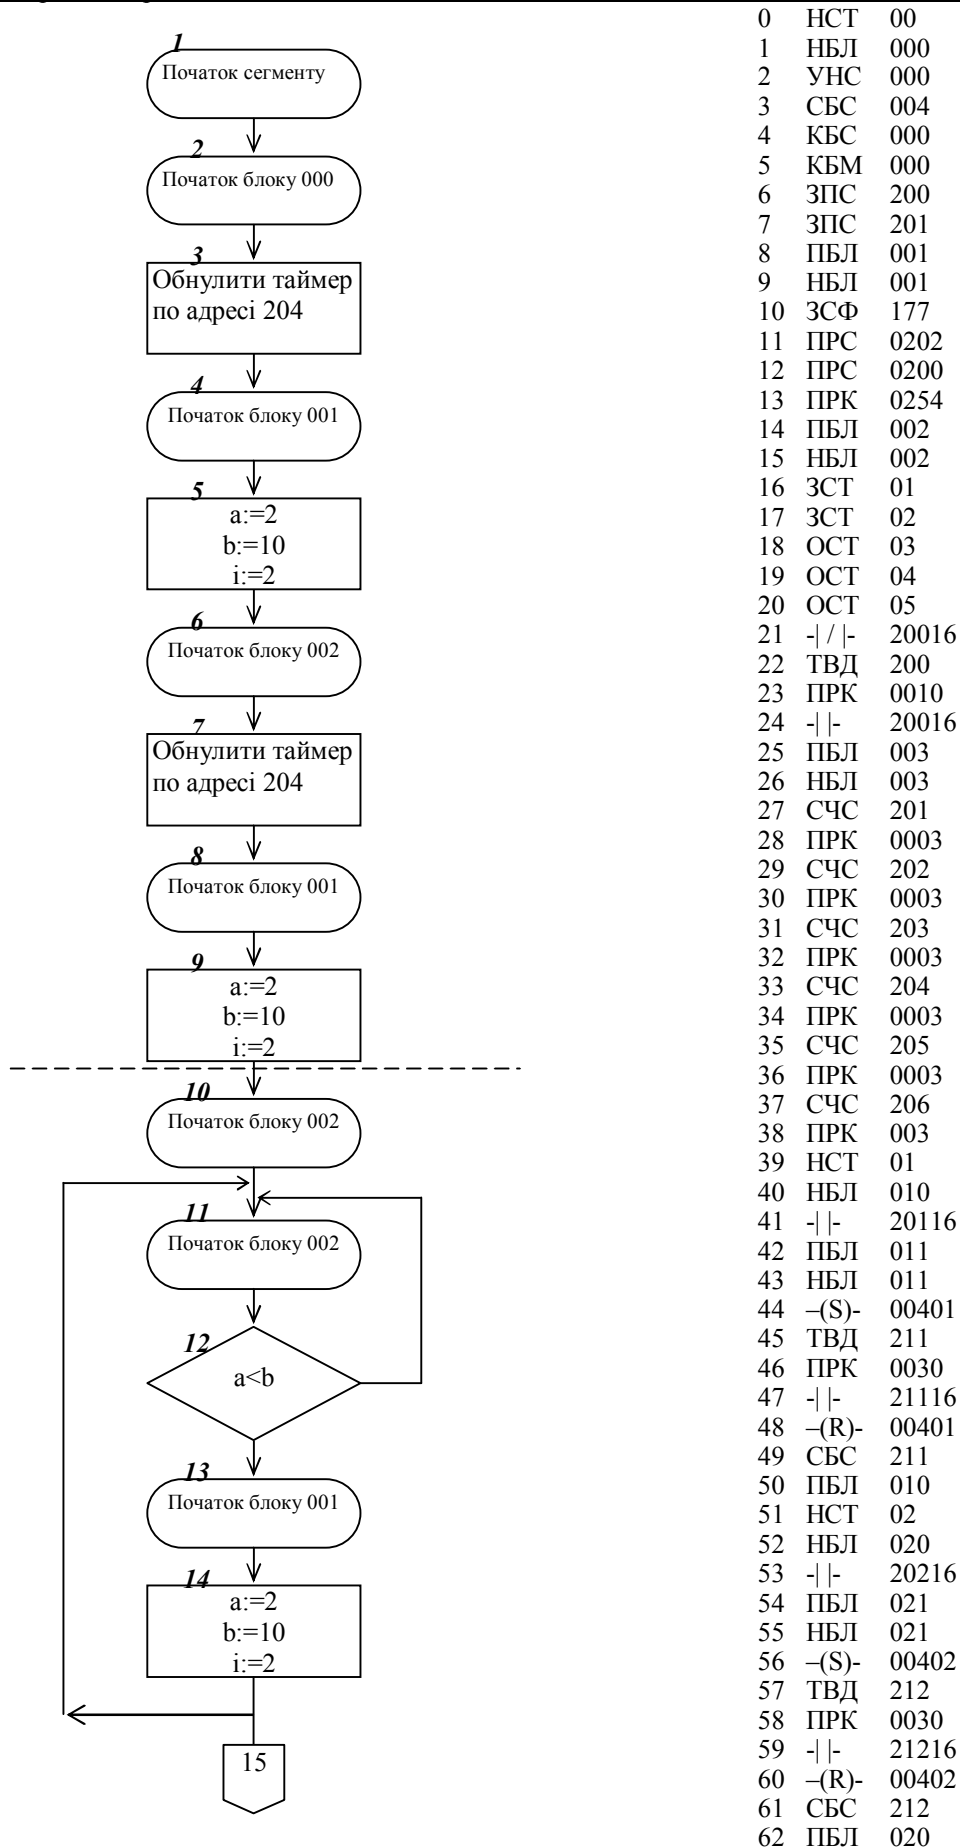 1
Початок сегменту
2
Початок блоку 000
3
Обнулити таймер
по адресі 204
4
Початок блоку 001
5
a:=2
b:=10
i:=2
6
Початок блоку 002
7
Обнулити таймер
по адресі 204
8
Початок блоку 001
9
a:=2
b:=10
i:=2
10
Початок блоку 002
11
Початок блоку 002
12
a<b
13
Початок блоку 001
14
a:=2
b:=10
i:=2
15
0 НСТ 00
1 НБЛ 000
2 УНС 000
3 СБС 004
4 КБС 000
5 КБМ 000
6 ЗПС 200
7 ЗПС 201
8 ПБЛ 001
9 НБЛ 001
10 ЗСФ 177
11 ПРС 0202
12 ПРС 0200
13 ПРК 0254
14 ПБЛ 002
15 НБЛ 002
16 ЗСТ 01
17 ЗСТ 02
18 ОСТ 03
19 ОСТ 04
20 ОСТ 05
21 -| / |- 20016
22 ТВД 200
23 ПРК 0010
24 -| |- 20016
25 ПБЛ 003
26 НБЛ 003
27 СЧС 201
28 ПРК 0003
29 СЧС 202
30 ПРК 0003
31 СЧС 203
32 ПРК 0003
33 СЧС 204
34 ПРК 0003
35 СЧС 205
36 ПРК 0003
37 СЧС 206
38 ПРК 003
39 НСТ 01
40 НБЛ 010
41 -| |- 20116
42 ПБЛ 011
43 НБЛ 011
44 –(S)- 00401
45 ТВД 211
46 ПРК 0030
47 -| |- 21116
48 –(R)- 00401
49 СБС 211
50 ПБЛ 010
51 НСТ 02
52 НБЛ 020
53 -| |- 20216
54 ПБЛ 021
55 НБЛ 021
56 –(S)- 00402
57 ТВД 212
58 ПРК 0030
59 -| |- 21216
60 –(R)- 00402
61 СБС 212
62 ПБЛ 020